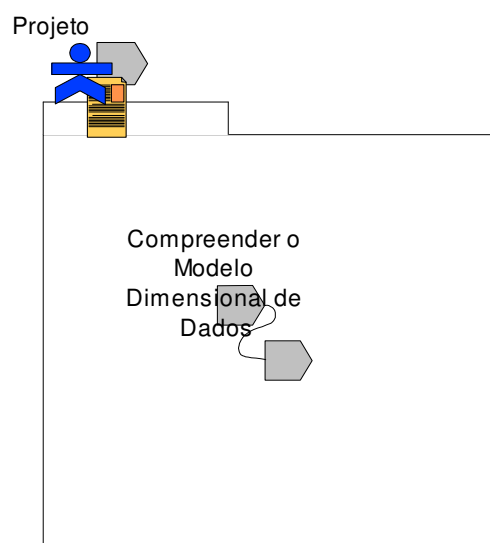 Projeto
Compreender o
Modelo
Dimensional de
Dados